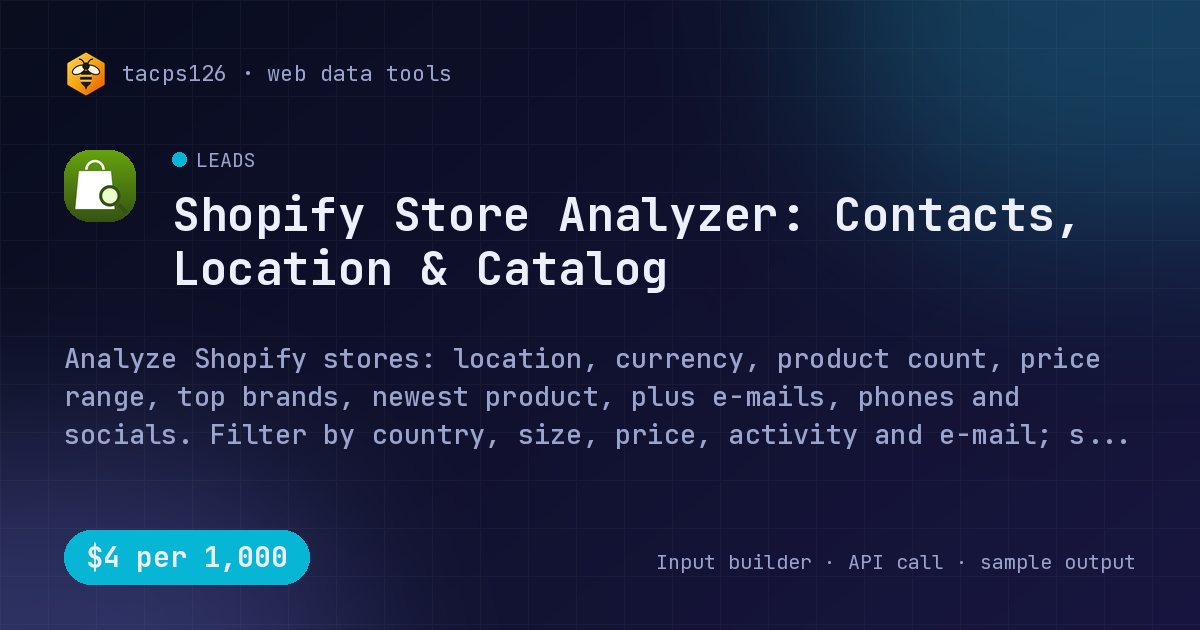 tacps126 · web data tools
LEADS
Shopify Store Analyzer: Contacts,
Location & Catalog
Analyze Shopify stores: location, currency, product count, price
range, top brands, newest product, plus e-mails, phones and
socials. Filter by country, size, price, activity and e-mail; s...
$4 per 1,000
Input builder · API call · sample output